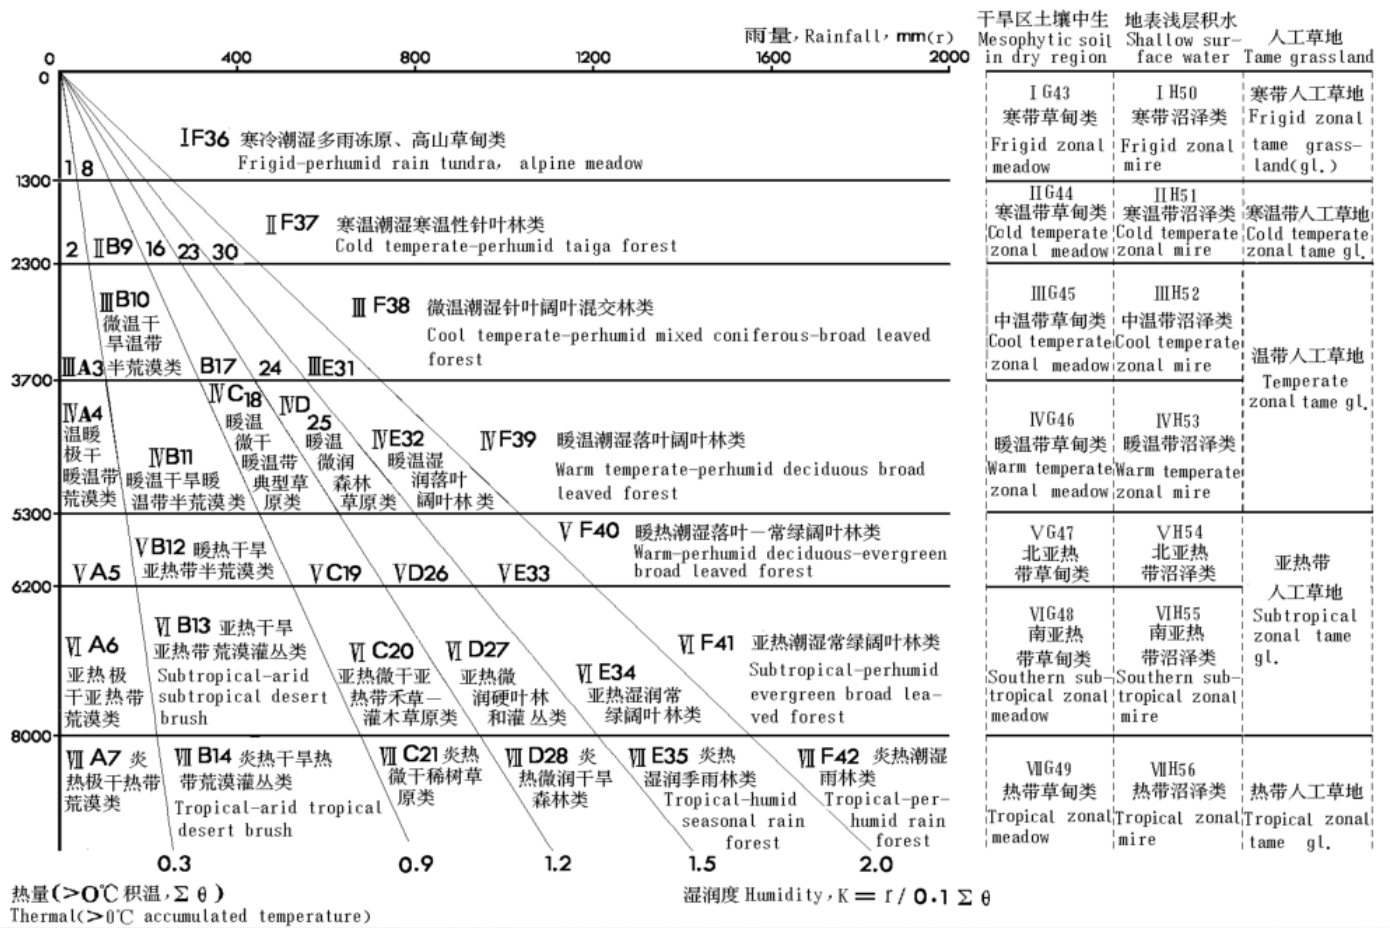 雨量, Rainfall, mm(r)
0 400 800 1200 1600 2000
0
1300
2300
3700
5300
6200
8000
ⅠF36 寒冷潮湿多雨冻原、高山草甸类
Frigid-perhumid rain tundra, alpine meadow
1 8
ⅡF37 寒温潮湿寒温性针叶林类
Cold temperate-perhumid taiga forest
2 ⅡB9 16 23 30
ⅢB10
微温干
旱温带
半荒漠类
ⅢF38 微温潮湿针叶阔叶混交林类
Cool temperate-perhumid mixed coniferous-broad leaved
forest
ⅢA3 B17 24 ⅢE31
ⅣA4
温暖
极干
暖温带
荒漠类
ⅣB11
暖温干旱暖
温带半荒漠类
ⅣC18
暖温
微干
暖温带
典型草
原类
ⅣD
25
暖温
微润
森林
草原类
ⅣE32
暖温湿
润落叶
阔叶林类
ⅣF39 暖温潮湿落叶阔叶林类
Warm temperate-perhumid deciduous broad
leaved forest
ⅤA5
ⅤB12 暖热干旱
亚热带半荒漠类
ⅤC19 ⅤD26 ⅤE33
ⅤF40 暖热潮湿落叶—常绿阔叶林类
Warm-perhumid deciduous-evergreen
broad leaved forest
ⅥA6
亚热极
干亚热带
荒漠类
ⅥB13 亚热干旱
亚热带荒漠灌丛类
Subtropical-arid
subtropical desert
brush
ⅥC20
亚热微干亚
热带禾草—
灌木草原类
ⅥD27
亚热微
润硬叶林
和灌丛类
ⅥE34
亚热湿润常
绿阔叶林类
ⅥF41 亚热潮湿常绿阔叶林类
Subtropical-perhumid
evergreen broad lea-
ved forest
ⅦA7 炎
热极干热带
荒漠类
ⅦB14 炎热干旱热
带荒漠灌丛类
Tropical-arid tropical
desert brush
ⅦC21 炎热
微干稀树草
原类
ⅦD28 炎
热微润干旱
森林类
ⅦE35 炎热
湿润季雨林类
Tropical-humid
seasonal rain
forest
ⅦF42 炎热潮湿
雨林类
Tropical-per-
humid rain
forest
0.3 0.9 1.2 1.5 2.0
热量(>0℃积温,Σθ)
Thermal(>0℃ accumulated temperature)
湿润度 Humidity, K = r/0.1Σθ
干旱区土壤中生
Mesophytic soil
in dry region
地表浅层积水
Shallow sur-
face water
人工草地
Tame grassland
ⅠG43
寒带草甸类
Frigid zonal
meadow
ⅠH50
寒带沼泽类
Frigid zonal
mire
寒带人工草地
Frigid zonal
tame grass-
land(gl.)
ⅡG44
寒温带草甸类
Cold temperate
zonal meadow
ⅡH51
寒温带沼泽类
Cold temperate
zonal mire
寒温带人工草地
Cold temperate
zonal tame gl.
ⅢG45
中温带草甸类
Cool temperate
zonal meadow
ⅢH52
中温带沼泽类
Cool temperate
zonal mire
温带人工草地
Temperate
zonal tame gl.
ⅣG46
暖温带草甸类
Warm temperate
zonal meadow
ⅣH53
暖温带沼泽类
Warm temperate
zonal mire
ⅤG47
北亚热
带草甸类
ⅤH54
北亚热
带沼泽类
亚热带
人工草地
Subtropical
zonal tame
gl.
ⅥG48
南亚热
带草甸类
Southern sub-
tropical zonal
meadow
ⅥH55
南亚热
带沼泽类
Southern sub-
tropical zonal
mire
ⅦG49
热带草甸类
Tropical zonal
meadow
ⅦH56
热带沼泽类
Tropical zonal
mire
热带人工草地
Tropical zonal
tame gl.